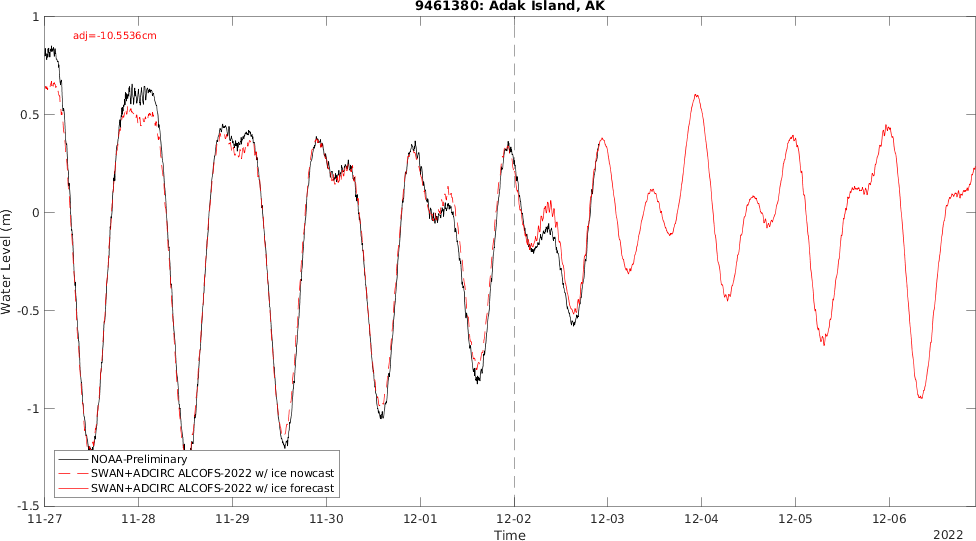 9461380: Adak Island, AK
adj=-10.5536cm
Water Level (m)
1
0.5
0
-0.5
-1
-1.5
NOAA-Preliminary
SWAN+ADCIRC ALCOFS-2022 w/ ice nowcast
SWAN+ADCIRC ALCOFS-2022 w/ ice forecast
11-27 11-28 11-29 11-30 12-01 12-02 12-03 12-04 12-05 12-06
Time
2022